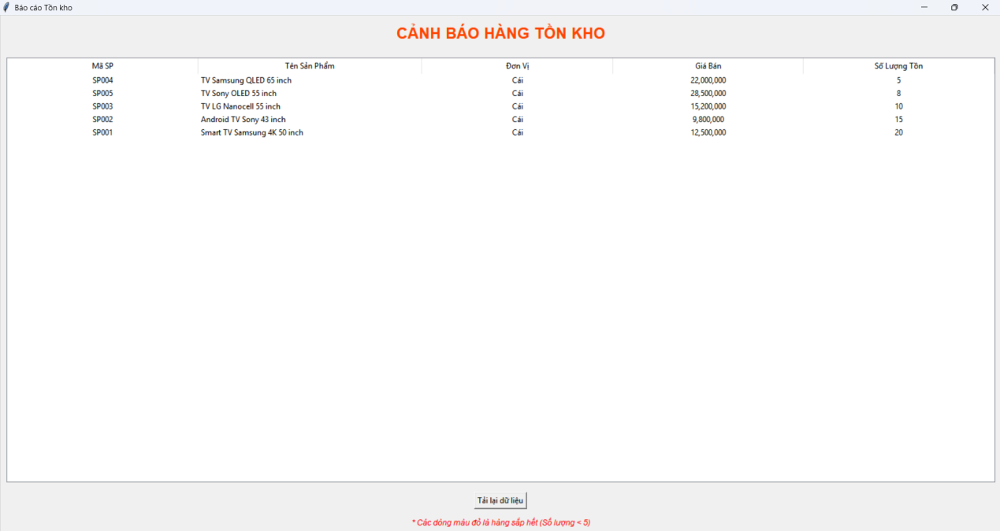 Báo cáo Tồn kho
CẢNH BÁO HÀNG TỒN KHO
Mã SP Tên Sản Phẩm Đơn Vị Giá Bán Số Lượng Tồn
SP004 TV Samsung QLED 65 inch Cái 22,000,000 5
SP005 TV Sony OLED 55 inch Cái 28,500,000 8
SP003 TV LG Nanocell 55 inch Cái 15,200,000 10
SP002 Android TV Sony 43 inch Cái 9,800,000 15
SP001 Smart TV Samsung 4K 50 inch Cái 12,500,000 20
Tải lại dữ liệu
* Các dòng màu đỏ là hàng sắp hết (Số lượng < 5)